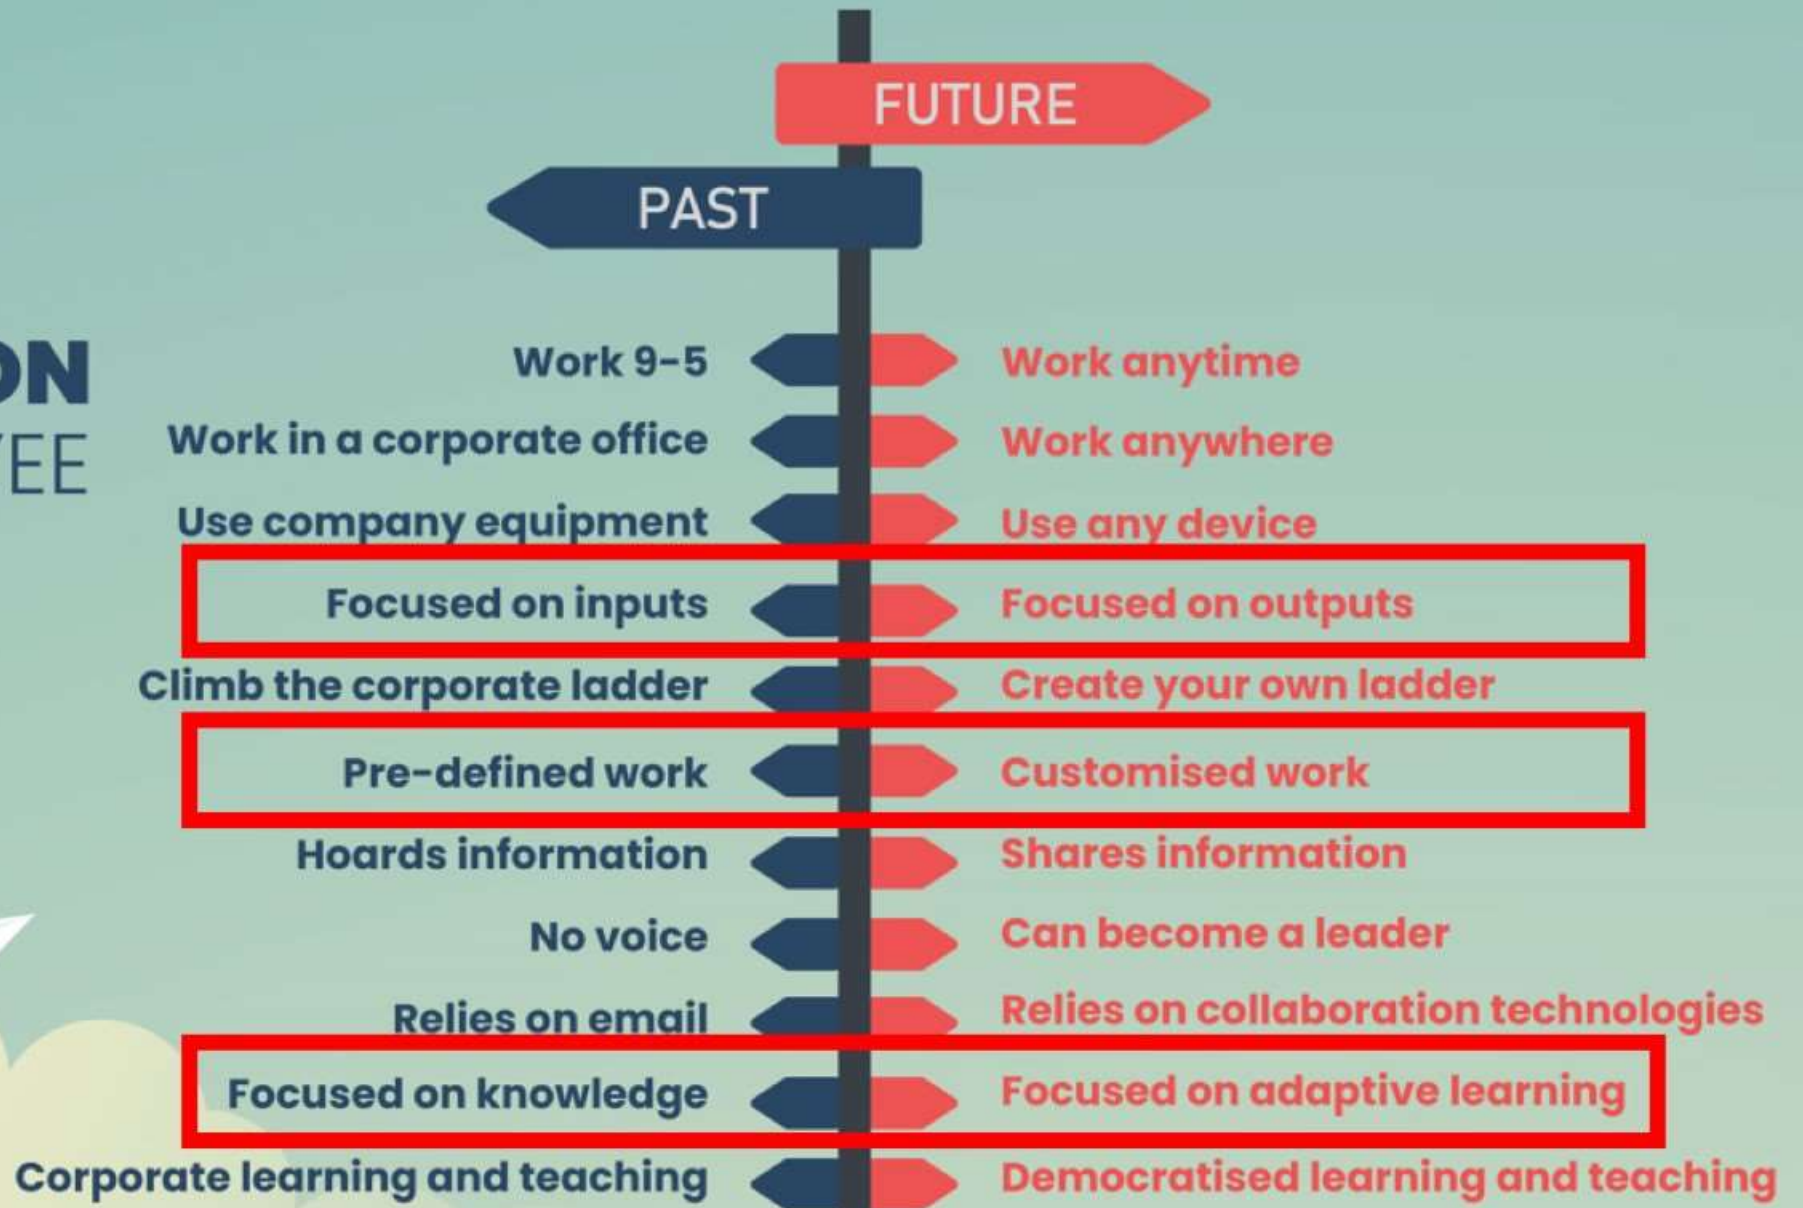 FUTURE
PAST
ON
YEE
Work 9-5 Work anytime
Work in a corporate office Work anywhere
Use company equipment Use any device
Focused on inputs Focused on outputs
Climb the corporate ladder Create your own ladder
Pre-defined work Customised work
Hoards information Shares information
No voice Can become a leader
Relies on email Relies on collaboration technologies
Focused on knowledge Focused on adaptive learning
Corporate learning and teaching Democratised learning and teaching